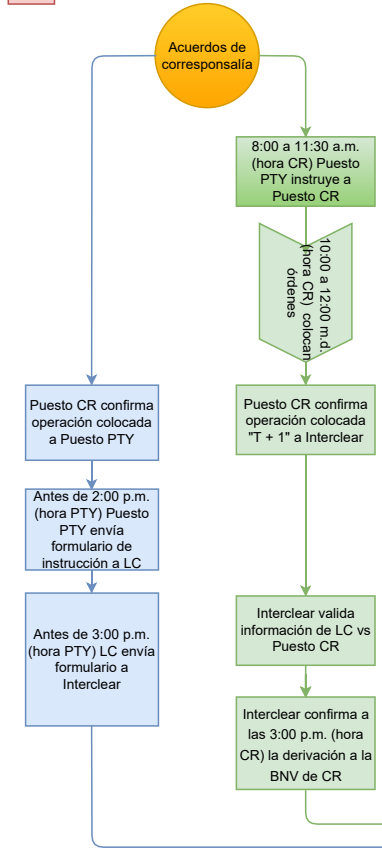 Acuerdos de
corresponsalía
8:00 a 11:30 a.m.
(hora CR) Puesto
PTY instruye a
Puesto CR
10:00 a 12:00 m.d.
(hora CR) colocan
órdenes
Puesto CR confirma
operación colocada
a Puesto PTY
Puesto CR confirma
operación colocada
"T + 1" a Interclear
Antes de 2:00 p.m.
(hora PTY) Puesto
PTY envía
formulario de
instrucción a LC
Antes de 3:00 p.m.
(hora PTY) LC envía
formulario a
Interclear
Interclear valida
información de LC vs
Puesto CR
Interclear confirma a
las 3:00 p.m. (hora
CR) la derivación a la
BNV de CR